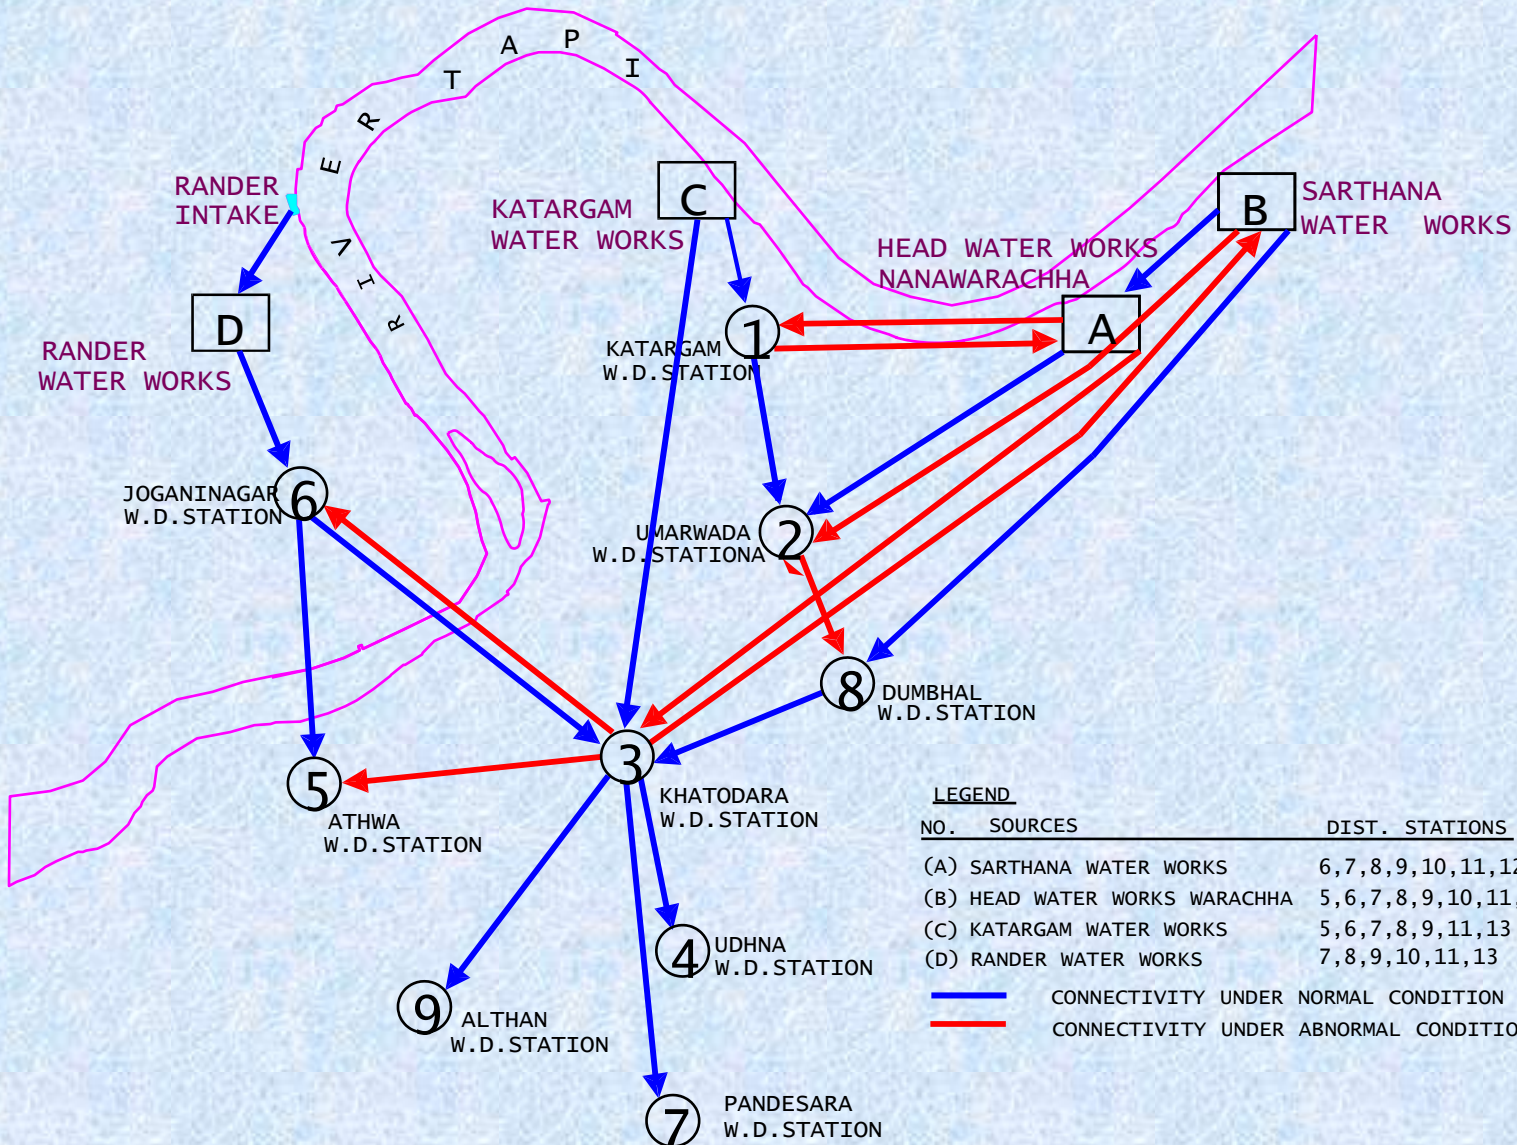 RIVER TAPI
RANDER
INTAKE
C
KATARGAM
WATER WORKS
B
SARTHANA
WATER WORKS
HEAD WATER WORKS
NANAWARACHHA
D
RANDER
WATER WORKS
A
1
KATARGAM
W.D.STATION
6
JOGANINAGAR
W.D.STATION
2
UMARWADA
W.D.STATIONA
8
DUMBHAL
W.D.STATION
3
KHATODARA
W.D.STATION
5
ATHWA
W.D.STATION
4
UDHNA
W.D.STATION
9
ALTHAN
W.D.STATION
7
PANDESARA
W.D.STATION
LEGEND
NO. SOURCES DIST. STATIONS
(A) SARTHANA WATER WORKS 6,7,8,9,10,11,12
(B) HEAD WATER WORKS WARACHHA 5,6,7,8,9,10,11,
(C) KATARGAM WATER WORKS 5,6,7,8,9,11,13
(D) RANDER WATER WORKS 7,8,9,10,11,13
CONNECTIVITY UNDER NORMAL CONDITION
CONNECTIVITY UNDER ABNORMAL CONDITIO